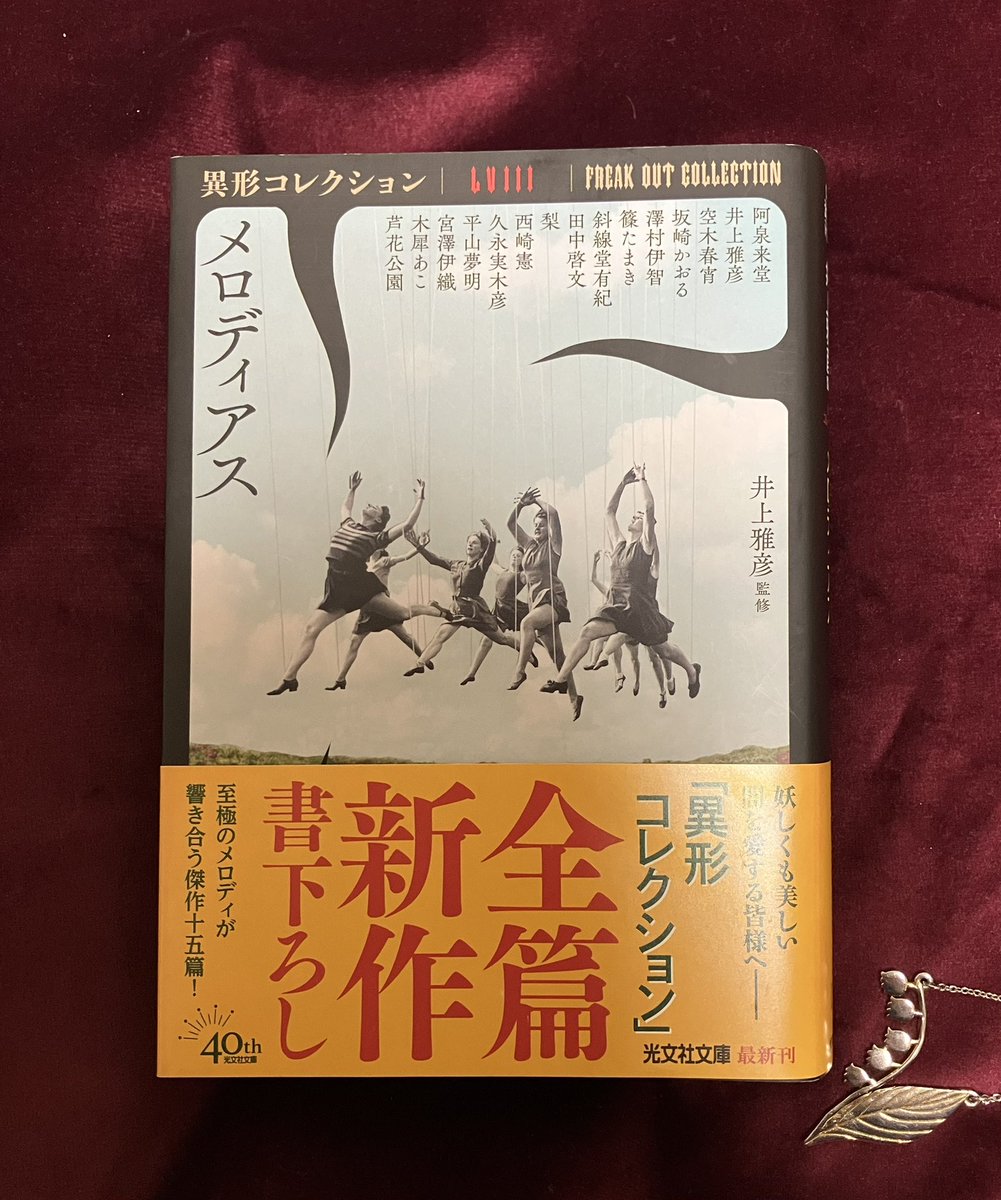 異形コレクション
LVIII
FREAK OUT COLLECTION
メロディアス
阿泉来堂
井上雅彦
空木春宵
坂崎かおる
澤村伊智
篠たまき
斜線堂有紀
田中啓文
梨
西崎憲
久永実木彦
平山夢明
宮澤伊織
木犀あこ
芦花公園
井上雅彦 監修
妖しくも美しい
闇を愛する皆様へ――
「異形
コレクション」
全篇
新作
書下ろし
至極のメロディが
響き合う傑作十五篇!
40th
光文社文庫
光文社文庫 最新刊